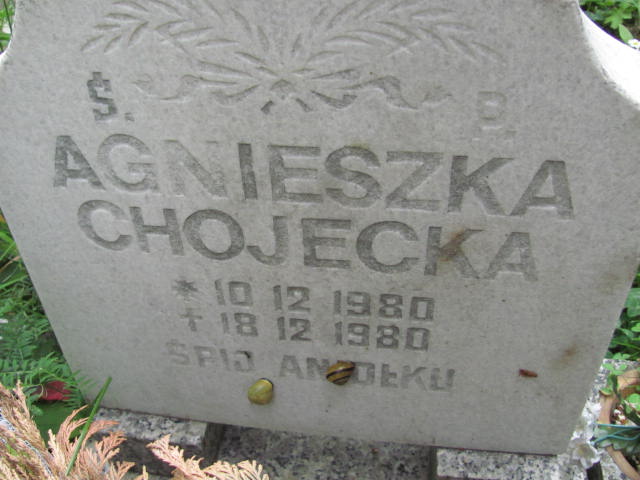 Ś. P.
AGNIESZKA
CHOJECKA
* 10 12 1980
+ 18 12 1980
ŚPIJ ANIOŁKU